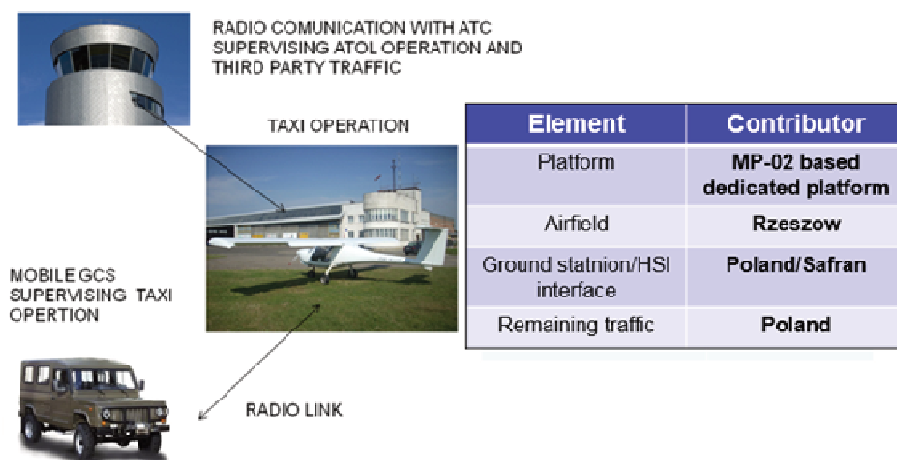 RADIO COMUNICATION WITH ATC
SUPERVISING ATOL OPERATION AND
THIRD PARTY TRAFFIC
TAXI OPERATION
Element Contributor
Platform MP-02 based
dedicated platform
Airfield Rzeszow
Ground statnion/HSI Poland/Safran
interface
Remaining traffic Poland
MOBILE GCS
SUPERVISING TAXI
OPERTION
RADIO LINK